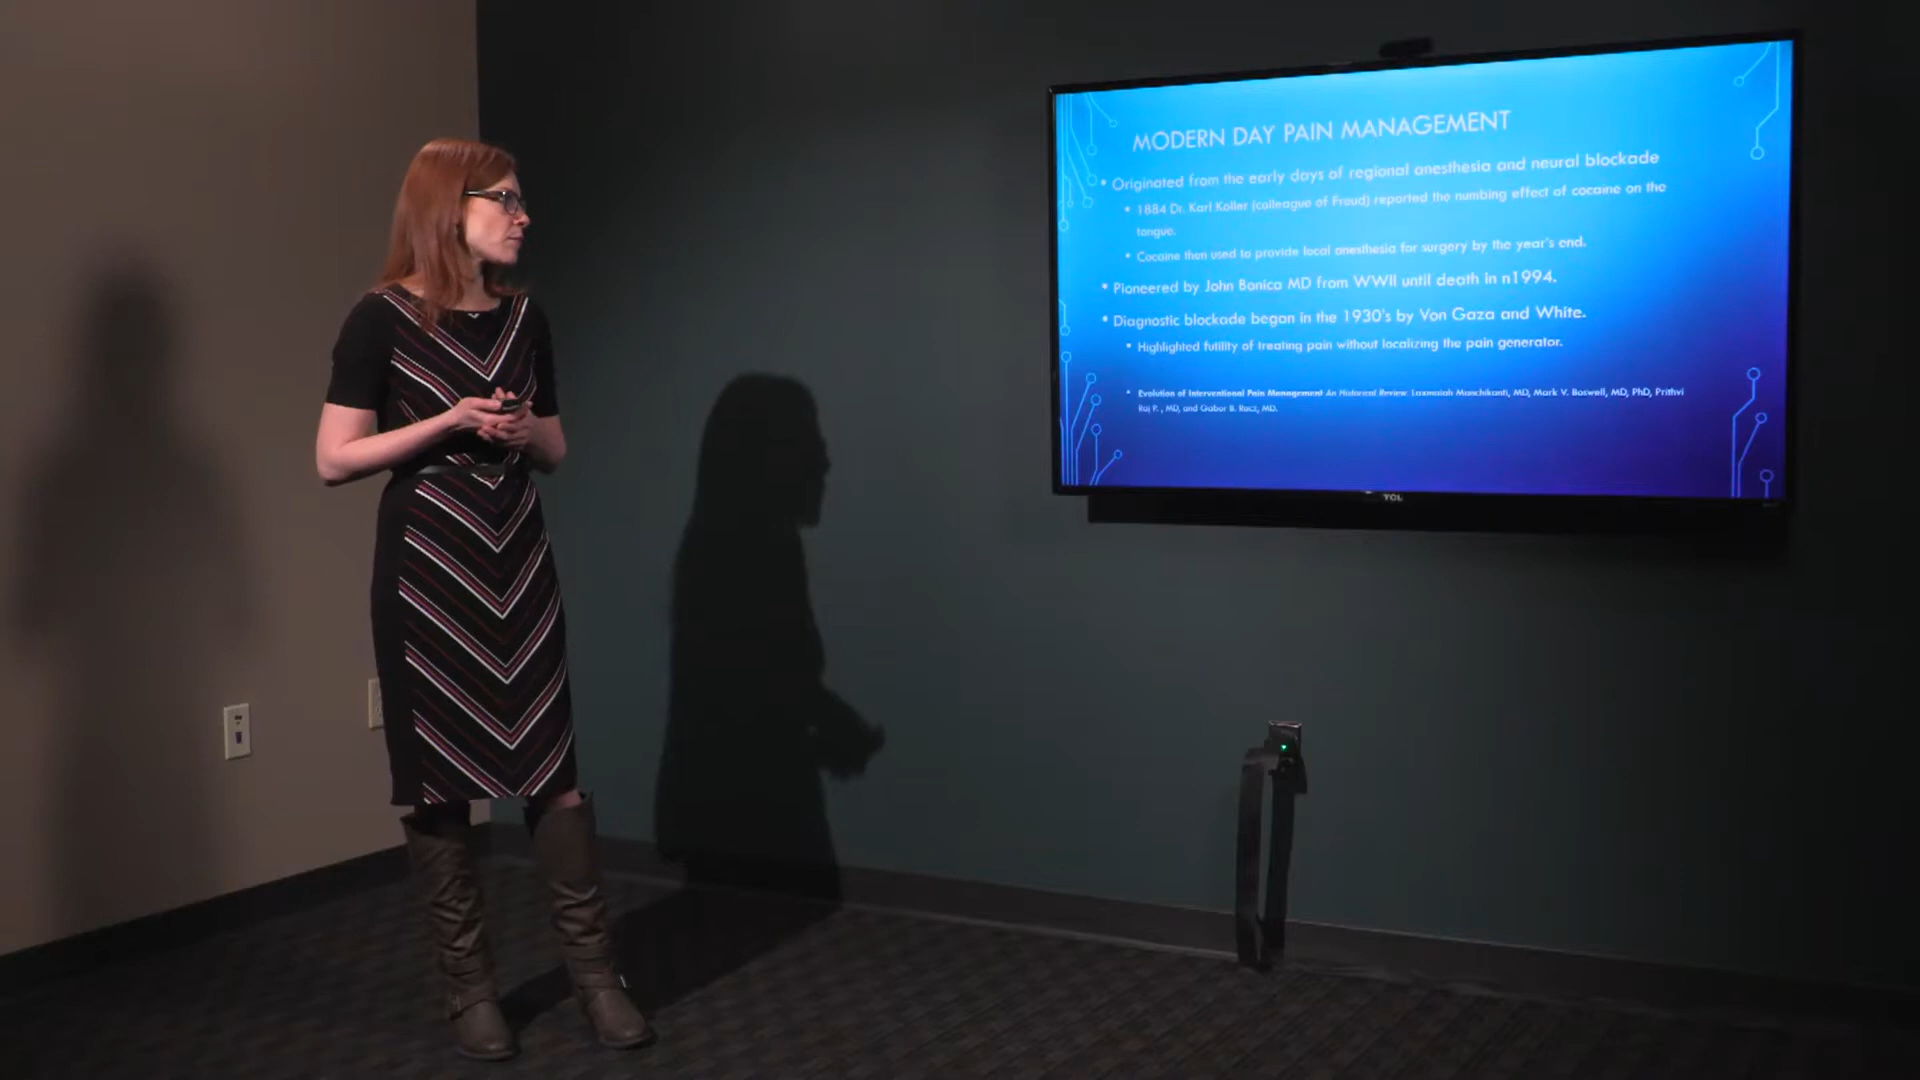 MODERN DAY PAIN MANAGEMENT
• Originated from the early days of regional anesthesia and neural blockade
• 1884 Dr. Karl Koller (colleague of Fraud) reported the numbing effect of cocaine on the
tongue.
• Cocaine then used to provide local anesthesia for surgery by the year's end.
• Pioneered by John Bonica MD from WWII until death in n1994.
• Diagnostic blockade began in the 1930's by Von Gaza and White.
• Highlighted futility of treating pain without localizing the pain generator.
• Evolution of Interventional Pain Management An Historical Review. Laxmaiah Manchikanti, MD, Mark V. Boswell, MD, PhD, Prithvi
Raj P. , MD, and Gabor B. Racz, MD.
TCL